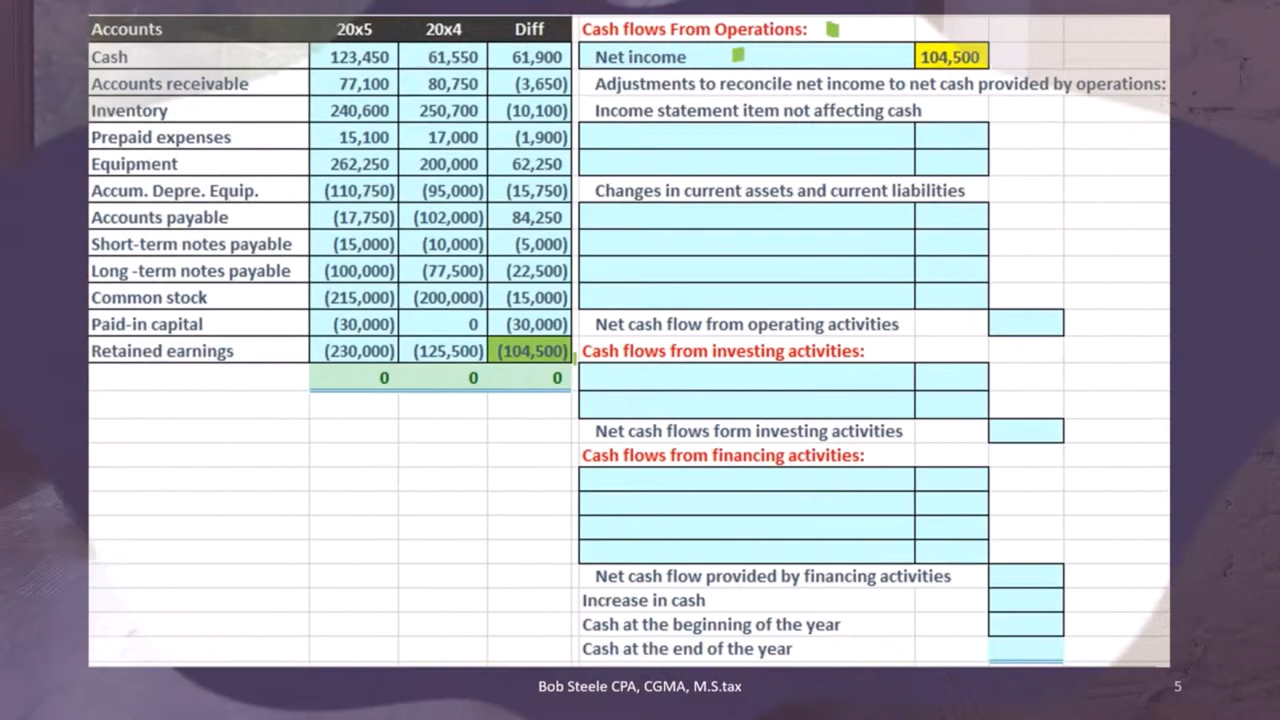 Accounts 20x5 20x4 Diff
Cash 123,450 61,550 61,900
Accounts receivable 77,100 80,750 (3,650)
Inventory 240,600 250,700 (10,100)
Prepaid expenses 15,100 17,000 (1,900)
Equipment 262,250 200,000 62,250
Accum. Depre. Equip. (110,750) (95,000) (15,750)
Accounts payable (17,750) (102,000) 84,250
Short-term notes payable (15,000) (10,000) (5,000)
Long -term notes payable (100,000) (77,500) (22,500)
Common stock (215,000) (200,000) (15,000)
Paid-in capital (30,000) 0 (30,000)
Retained earnings (230,000) (125,500) (104,500)
0 0 0
Cash flows From Operations:
Net income 104,500
Adjustments to reconcile net income to net cash provided by operations:
Income statement item not affecting cash
Changes in current assets and current liabilities
Net cash flow from operating activities
Cash flows from investing activities:
Net cash flows form investing activities
Cash flows from financing activities:
Net cash flow provided by financing activities
Increase in cash
Cash at the beginning of the year
Cash at the end of the year
Bob Steele CPA, CGMA, M.S.tax 5